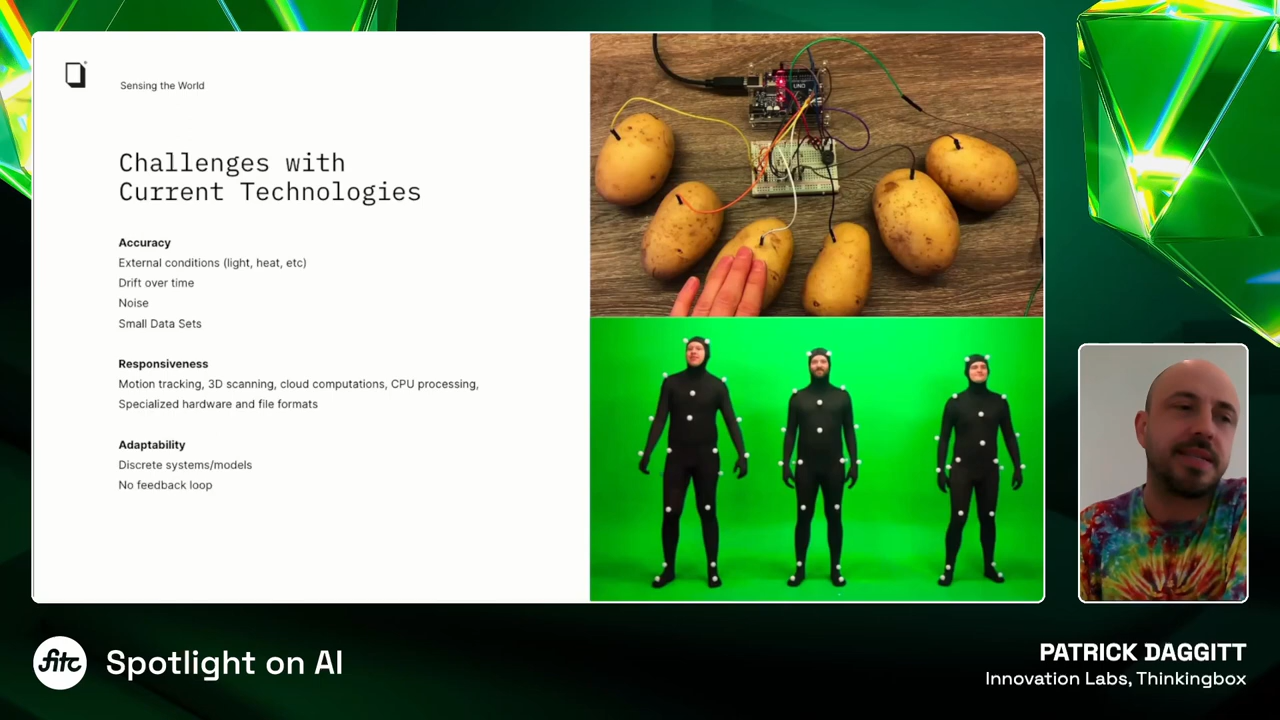 Sensing the World
Challenges with
Current Technologies
Accuracy
External conditions (light, heat, etc)
Drift over time
Noise
Small Data Sets
Responsiveness
Motion tracking, 3D scanning, cloud computations, CPU processing,
Specialized hardware and file formats
Adaptability
Discrete systems/models
No feedback loop
UNO
fitc
Spotlight on AI
PATRICK DAGGITT
Innovation Labs, Thinkingbox